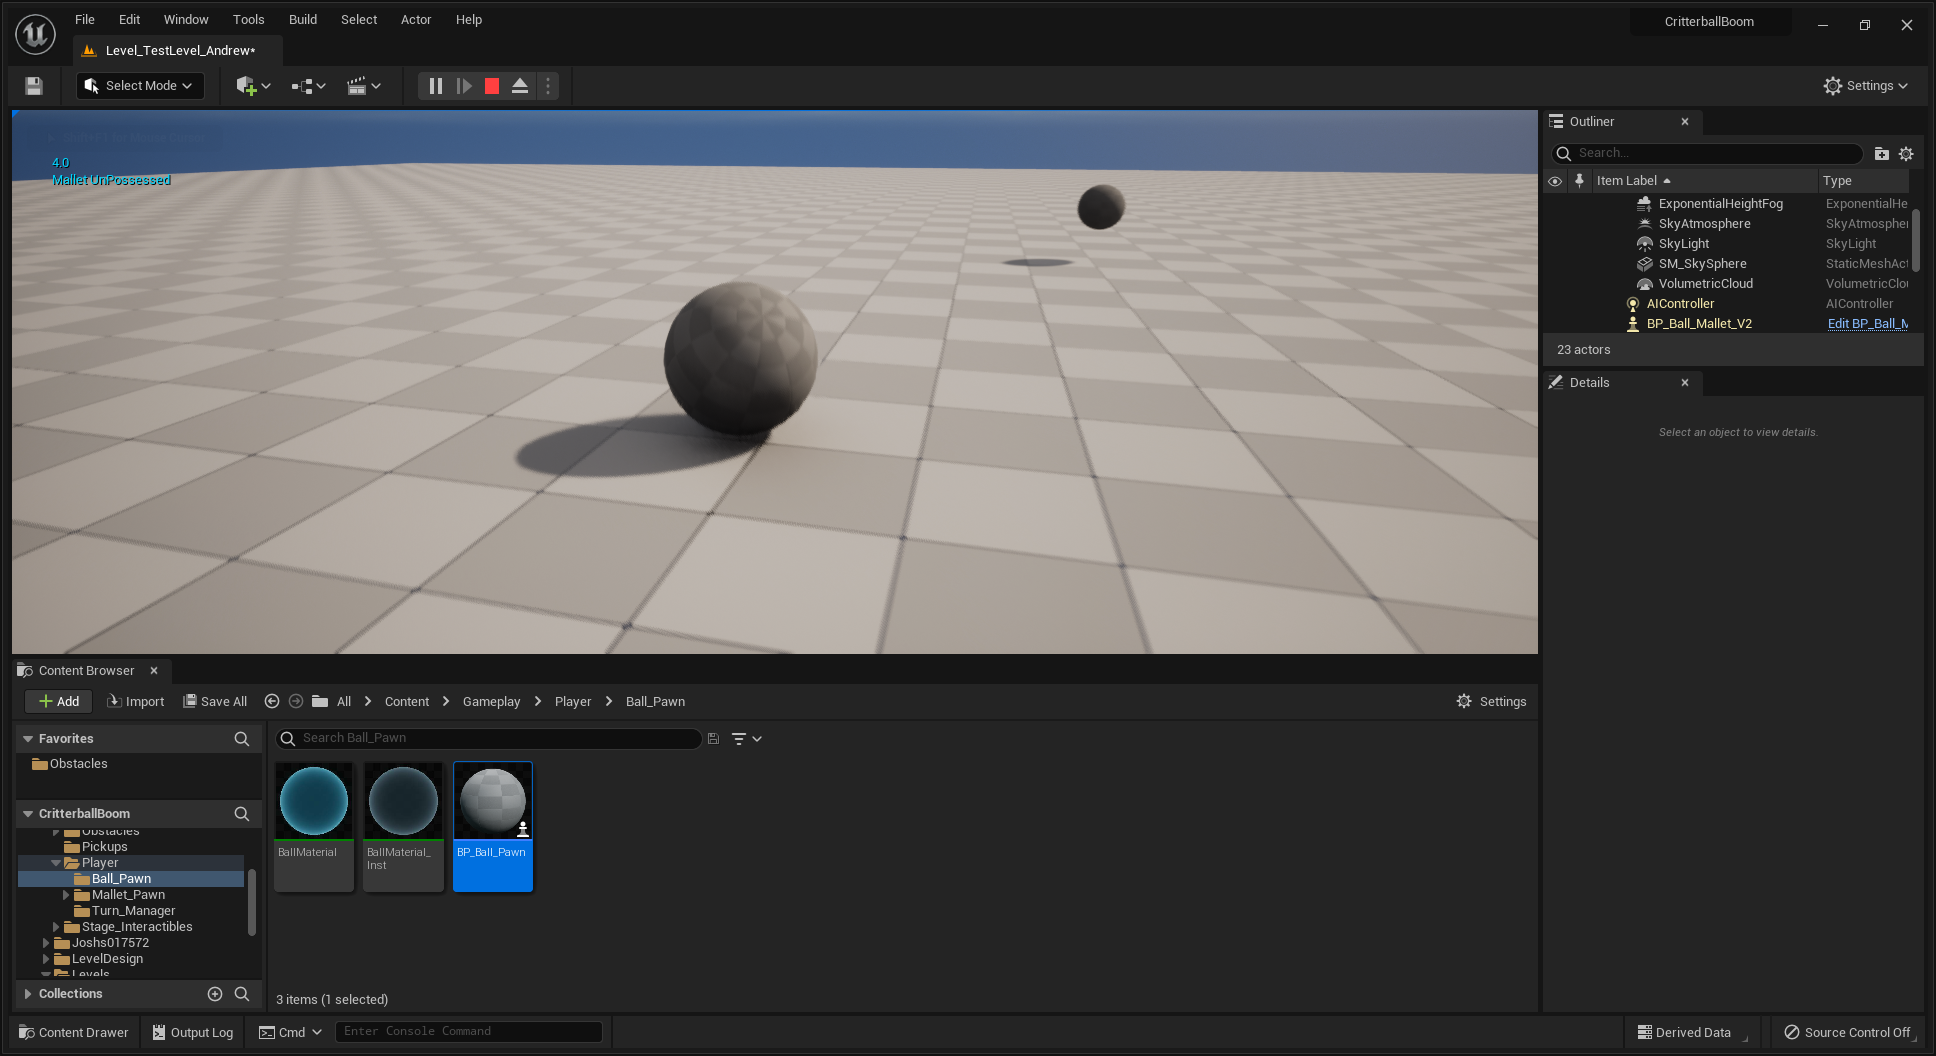 File Edit Window Tools Build Select Actor Help
CritterballBoom
Level_TestLevel_Andrew*
Select Mode
Settings
4.0
Mallet UnPossessed
Outliner
Search...
Item Label Type
ExponentialHeightFog ExponentialHe
SkyAtmosphere SkyAtmospher
SkyLight SkyLight
SM_SkySphere StaticMeshAct
VolumetricCloud VolumetricClou
AIController AIController
BP_Ball_Mallet_V2 Edit BP_Ball_M
23 actors
Details
Select an object to view details.
Content Browser
Add Import Save All All Content Gameplay Player Ball_Pawn Settings
Favorites
Search Ball_Pawn
Obstacles
CritterballBoom
Obstacles
Pickups
Player
Ball_Pawn
Mallet_Pawn
Turn_Manager
Stage_Interactibles
Joshs017572
LevelDesign
Levels
Collections
BallMaterial
BallMaterial_
Inst
BP_Ball_Pawn
3 items (1 selected)
Content Drawer Output Log Cmd Enter Console Command Derived Data Source Control Off